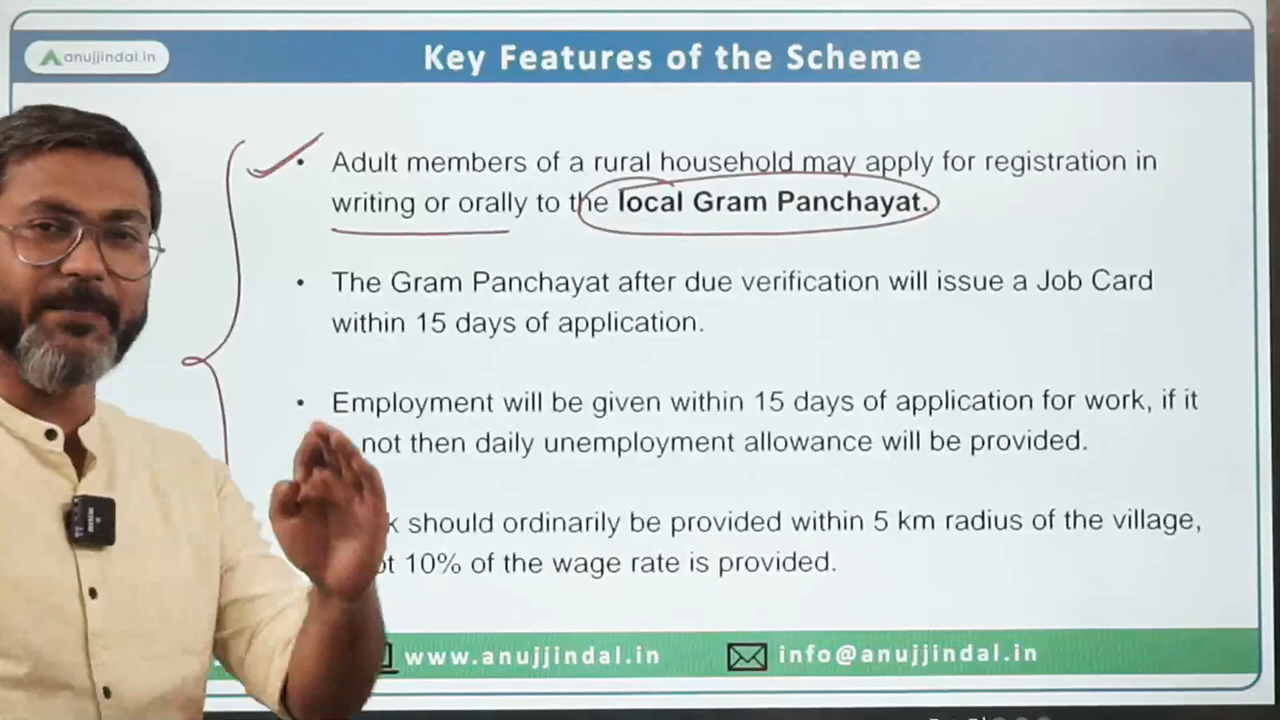 anujjindal.in
Key Features of the Scheme
• Adult members of a rural household may apply for registration in
writing or orally to the local Gram Panchayat.
• The Gram Panchayat after due verification will issue a Job Card
within 15 days of application.
• Employment will be given within 15 days of application for work, if it
not then daily unemployment allowance will be provided.
should ordinarily be provided within 5 km radius of the village,
10% of the wage rate is provided.
www.anujjindal.in
info@anujjindal.in